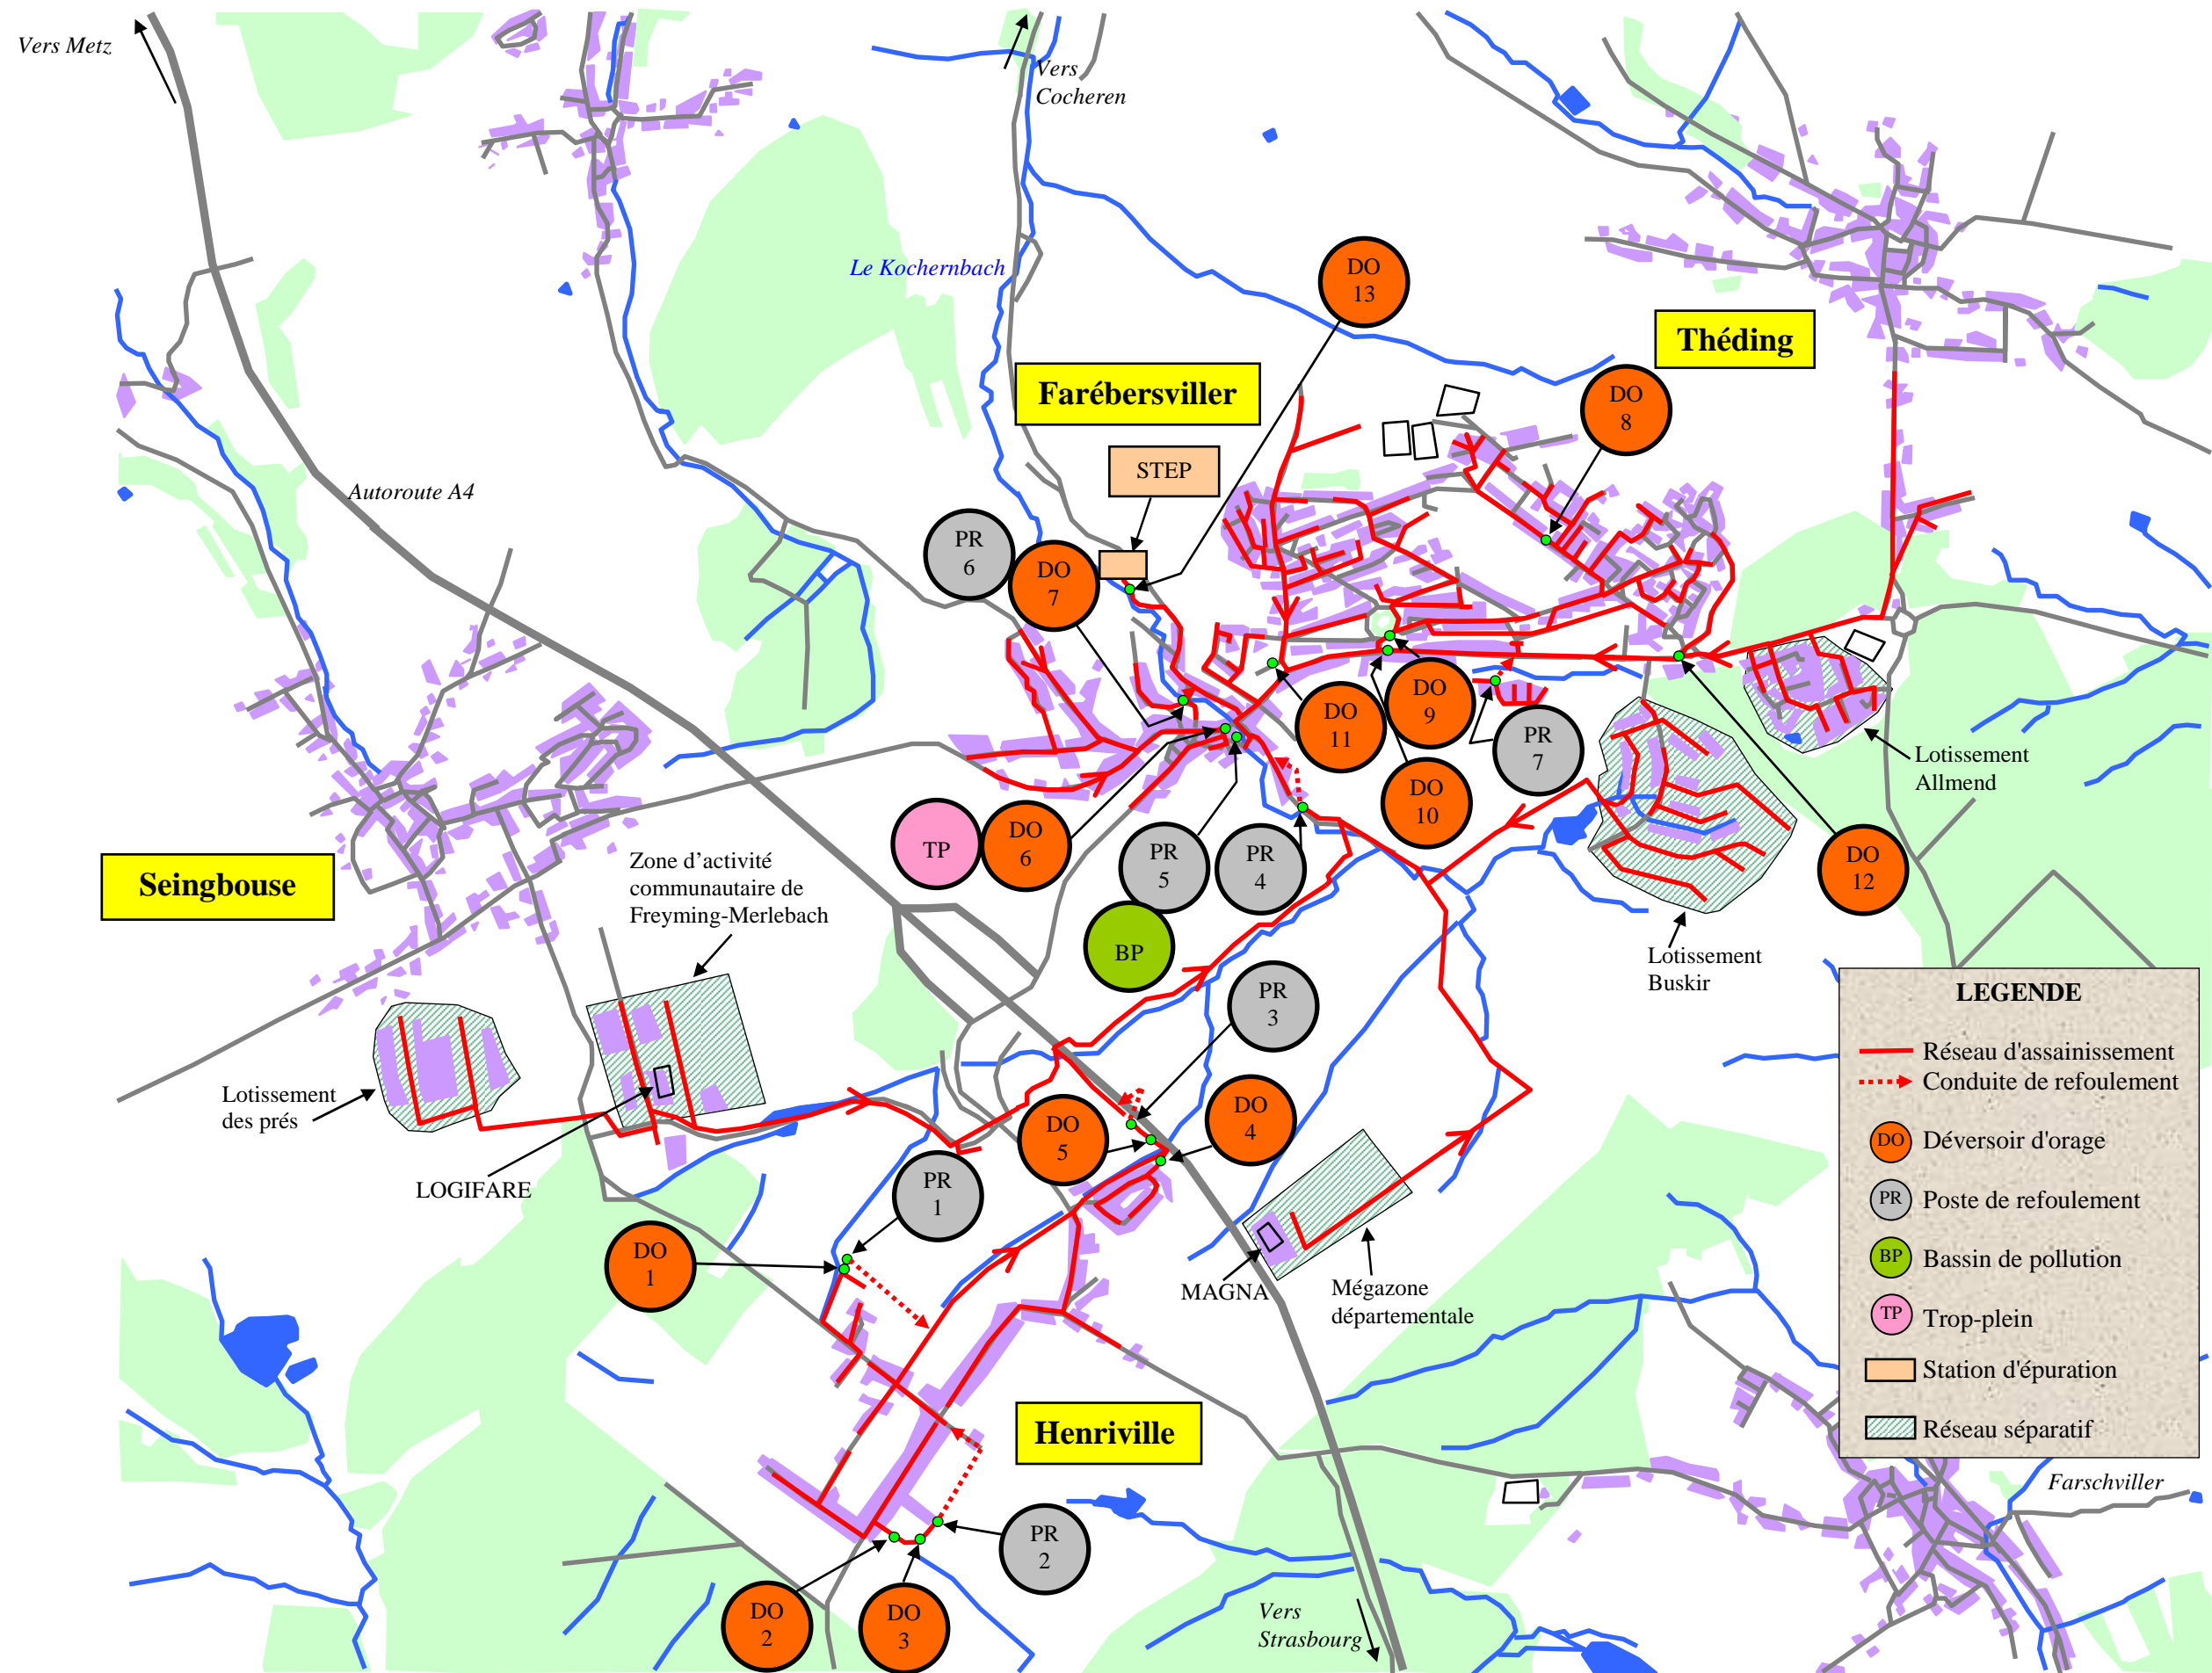 Vers Metz
Vers
Cocheren
Le Kochernbach
DO
13
Théding
Farébersviller
DO
8
STEP
Autoroute A4
PR
6
DO
7
DO
11
DO
9
PR
7
Lotissement
Allmend
DO
10
TP
DO
6
PR
5
PR
4
DO
12
Seingbouse
Zone d'activité
communautaire de
Freyming-Merlebach
BP
Lotissement
Buskir
PR
3
Lotissement
des prés
DO
5
DO
4
LOGIFARE
PR
1
DO
1
MAGNA
Mégazone
départementale
Henriville
PR
2
DO
2
DO
3
Vers
Strasbourg
Farschviller
LEGENDE
Réseau d'assainissement
Conduite de refoulement
DO Déversoir d'orage
PR Poste de refoulement
BP Bassin de pollution
TP Trop-plein
Station d'épuration
Réseau séparatif